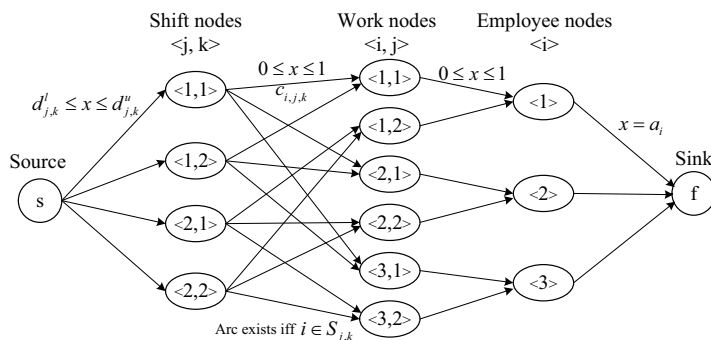 Shift nodes Work nodes Employee nodes
<j, k> <i, j> <i>
0 ≤ x ≤ 1 0 ≤ x ≤ 1
c_{i,j,k}
d^l_{j,k} ≤ x ≤ d^u_{j,k}
<1,1> <1,1> <1>
<1,2>
x = a_i
Source <1,2> <2,1> Sink
s <2> f
<2,1> <2,2>
<3,1> <3>
<2,2> <3,2>
Arc exists iff i ∈ S_{j,k}